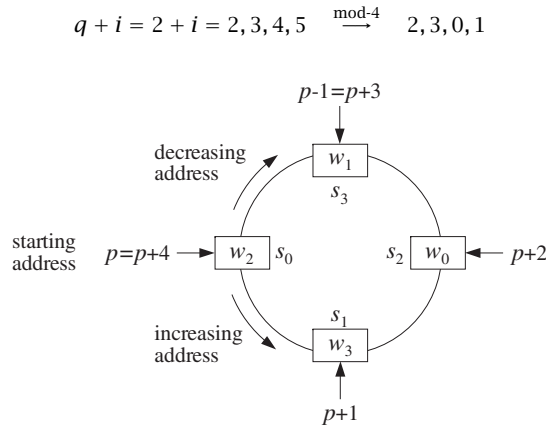 q + i = 2 + i = 2, 3, 4, 5 mod-4 ⟶ 2, 3, 0, 1
p-1=p+3
decreasing
address
w₁
s₃
starting
address
p=p+4
w₂
s₀
s₂
w₀
p+2
increasing
address
s₁
w₃
p+1